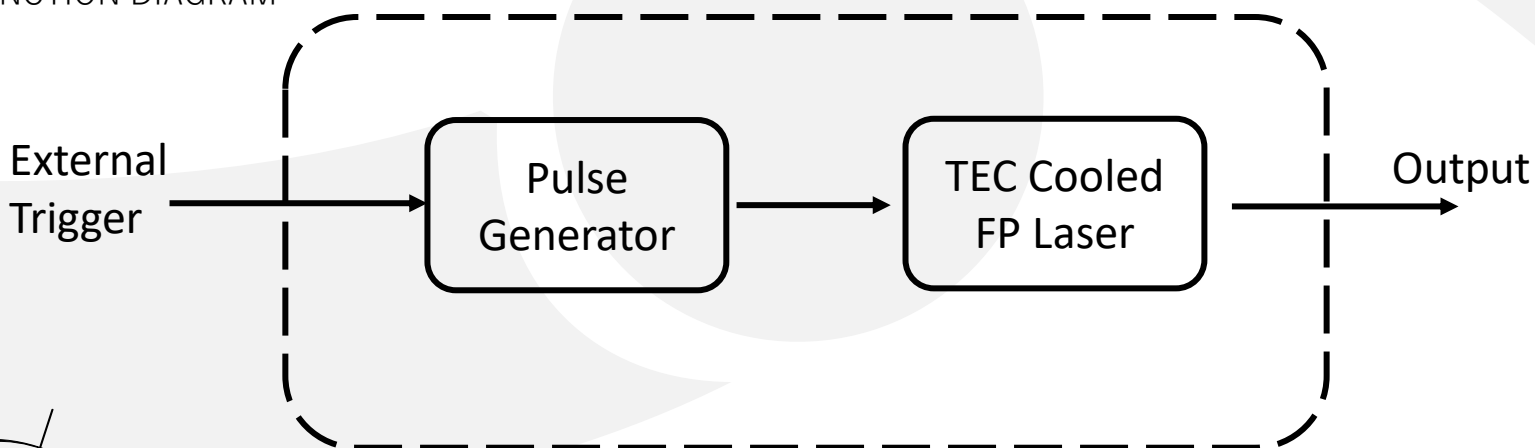 External
Trigger
Pulse
Generator
TEC Cooled
FP Laser
Output